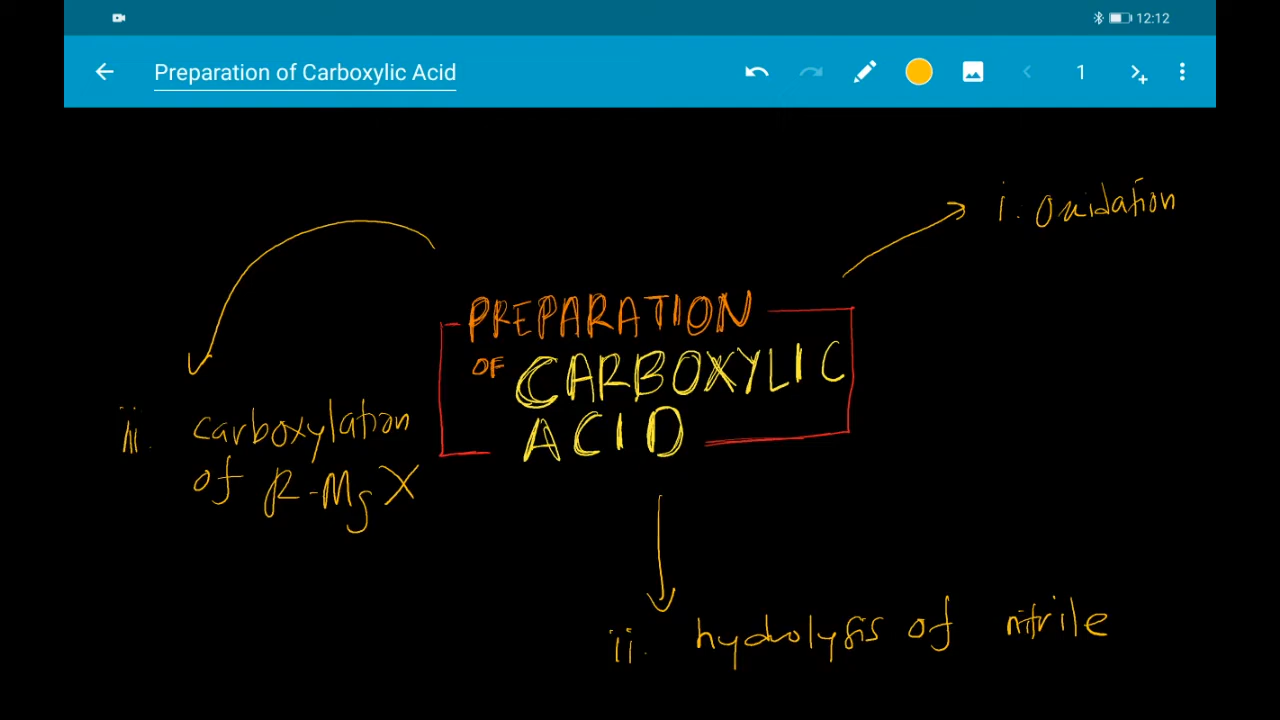 12:12
Preparation of Carboxylic Acid
1
i. Oxidation
PREPARATION
OF CARBOXYLIC
ACID
iii. carboxylation
of R-MgX
ii. hydrolysis of nitrile